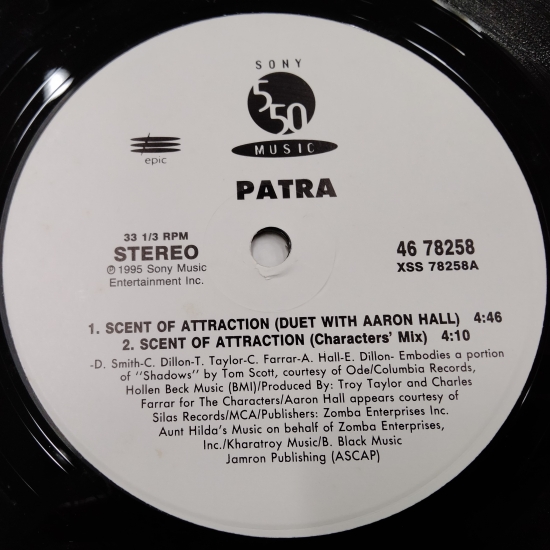 SONY
550
MUSIC
epic
PATRA
33 1/3 RPM
STEREO
℗ 1995 Sony Music
Entertainment Inc.
46 78258
XSS 78258A
1. SCENT OF ATTRACTION (DUET WITH AARON HALL) 4:46
2. SCENT OF ATTRACTION (Characters' Mix) 4:10
-D. Smith-C. Dillon-T. Taylor-C. Farrar-A. Hall-E. Dillon- Embodies a portion
of "Shadows" by Tom Scott, courtesy of Ode/Columbia Records,
Hollen Beck Music (BMI)/Produced By: Troy Taylor and Charles
Farrar for The Characters/Aaron Hall appears courtesy of
Silas Records/MCA/Publishers: Zomba Enterprises Inc.
Aunt Hilda's Music on behalf of Zomba Enterprises,
Inc./Kharatroy Music/B. Black Music
Jamron Publishing (ASCAP)